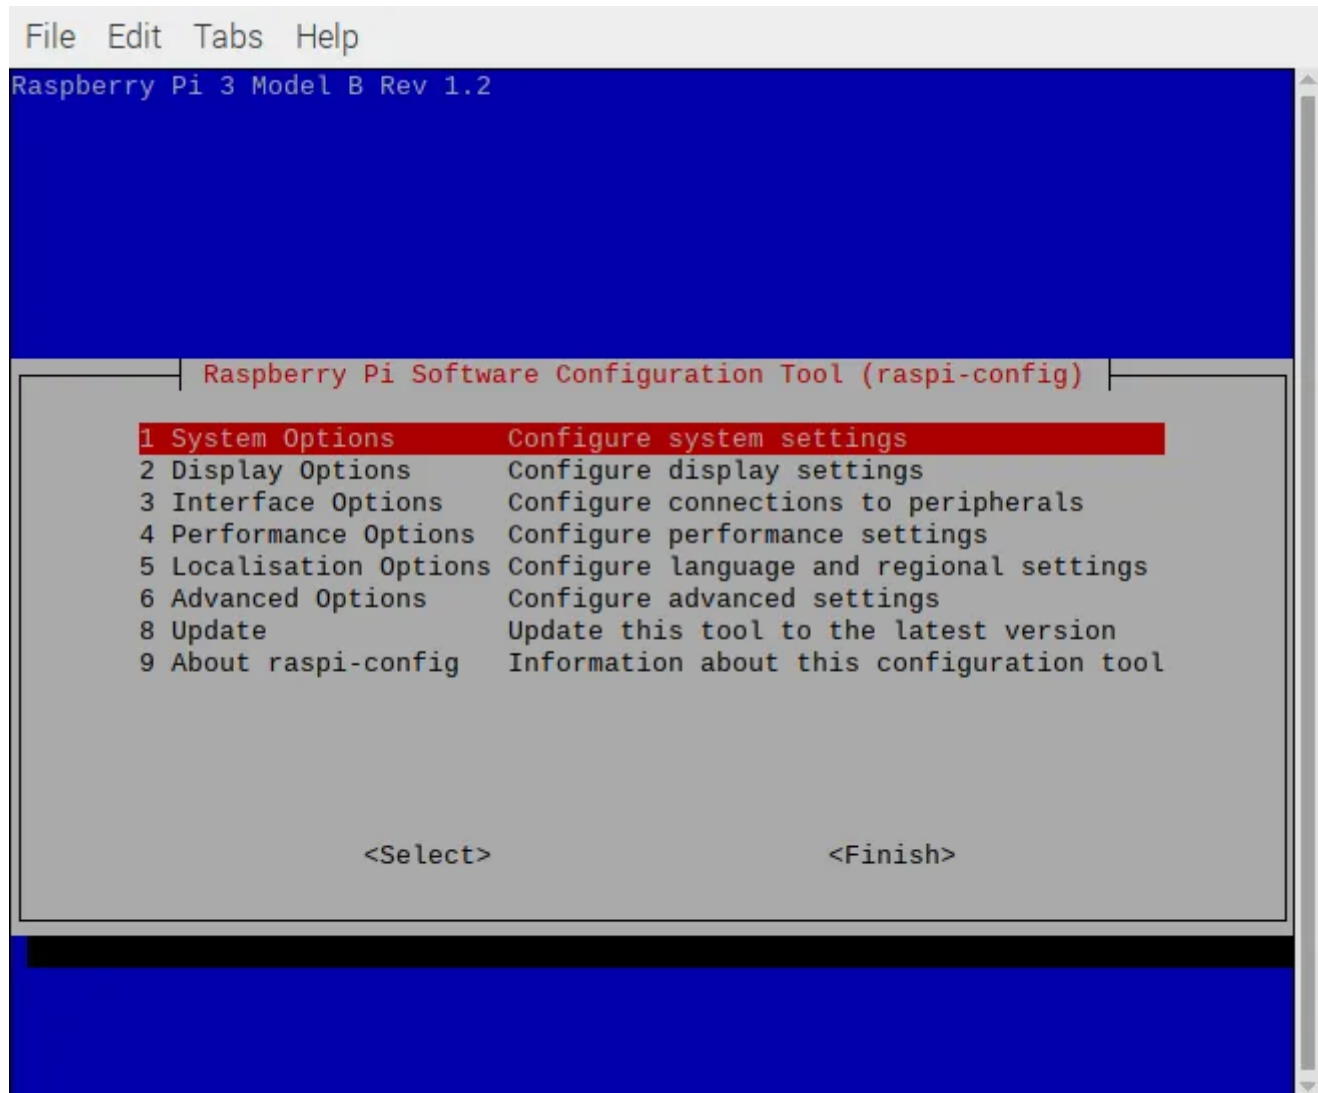 File Edit Tabs Help
Raspberry Pi 3 Model B Rev 1.2
Raspberry Pi Software Configuration Tool (raspi-config)
1 System Options Configure system settings
2 Display Options Configure display settings
3 Interface Options Configure connections to peripherals
4 Performance Options Configure performance settings
5 Localisation Options Configure language and regional settings
6 Advanced Options Configure advanced settings
8 Update Update this tool to the latest version
9 About raspi-config Information about this configuration tool
<Select> <Finish>